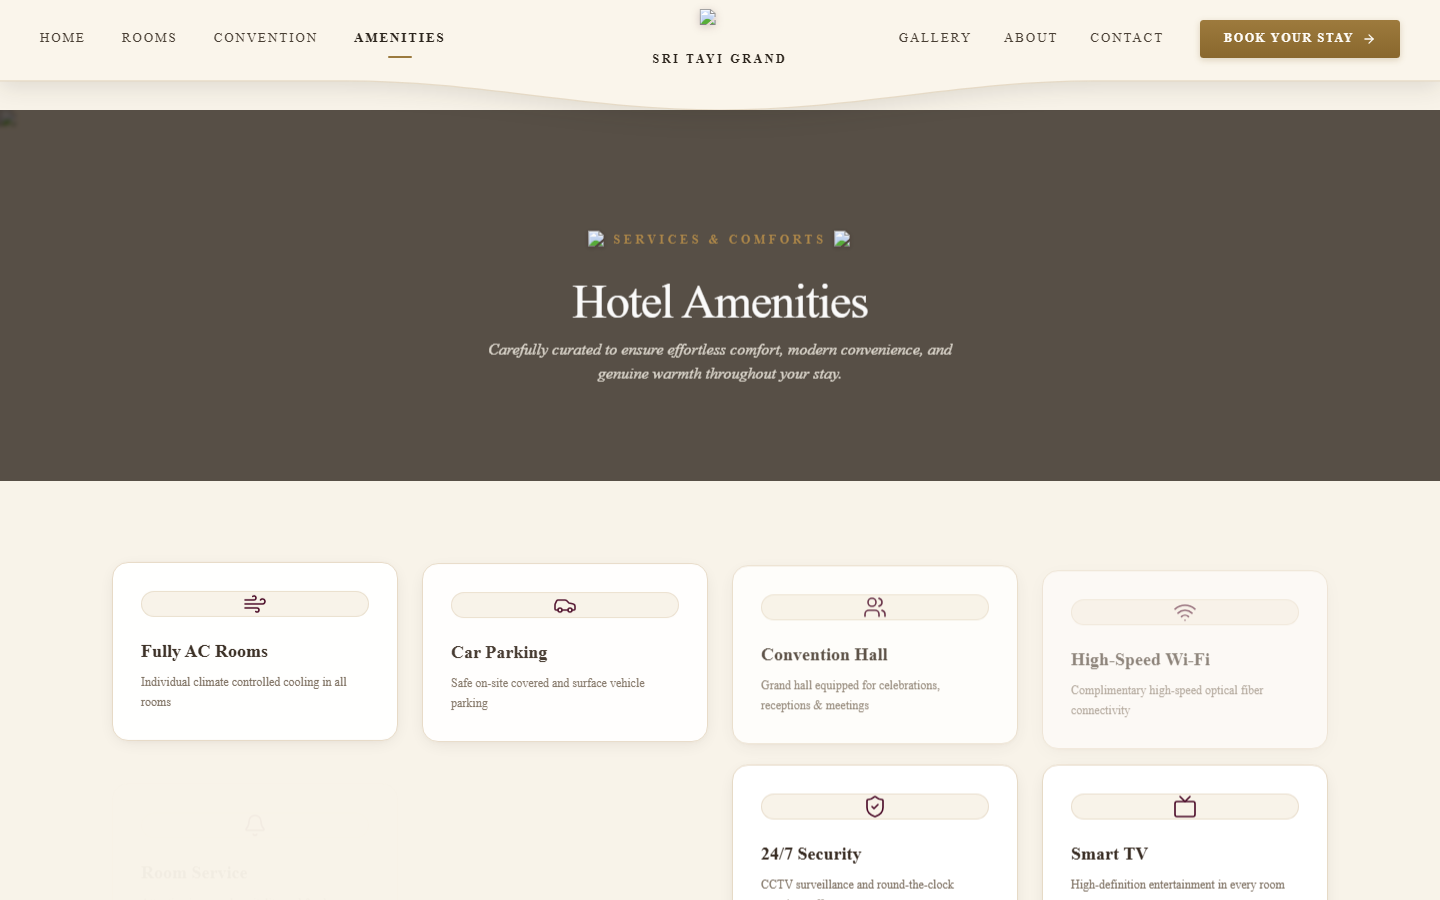 HOME ROOMS CONVENTION AMENITIES
SRI TAYI GRAND
GALLERY ABOUT CONTACT BOOK YOUR STAY
SERVICES & COMFORTS
Hotel Amenities
Carefully curated to ensure effortless comfort, modern convenience, and
genuine warmth throughout your stay.
Fully AC Rooms
Individual climate controlled cooling in all
rooms
Car Parking
Safe on-site covered and surface vehicle
parking
Convention Hall
Grand hall equipped for celebrations,
receptions & meetings
High-Speed Wi-Fi
Complimentary high-speed optical fiber
connectivity
Room Service
24/7 Security
CCTV surveillance and round-the-clock
Smart TV
High-definition entertainment in every room